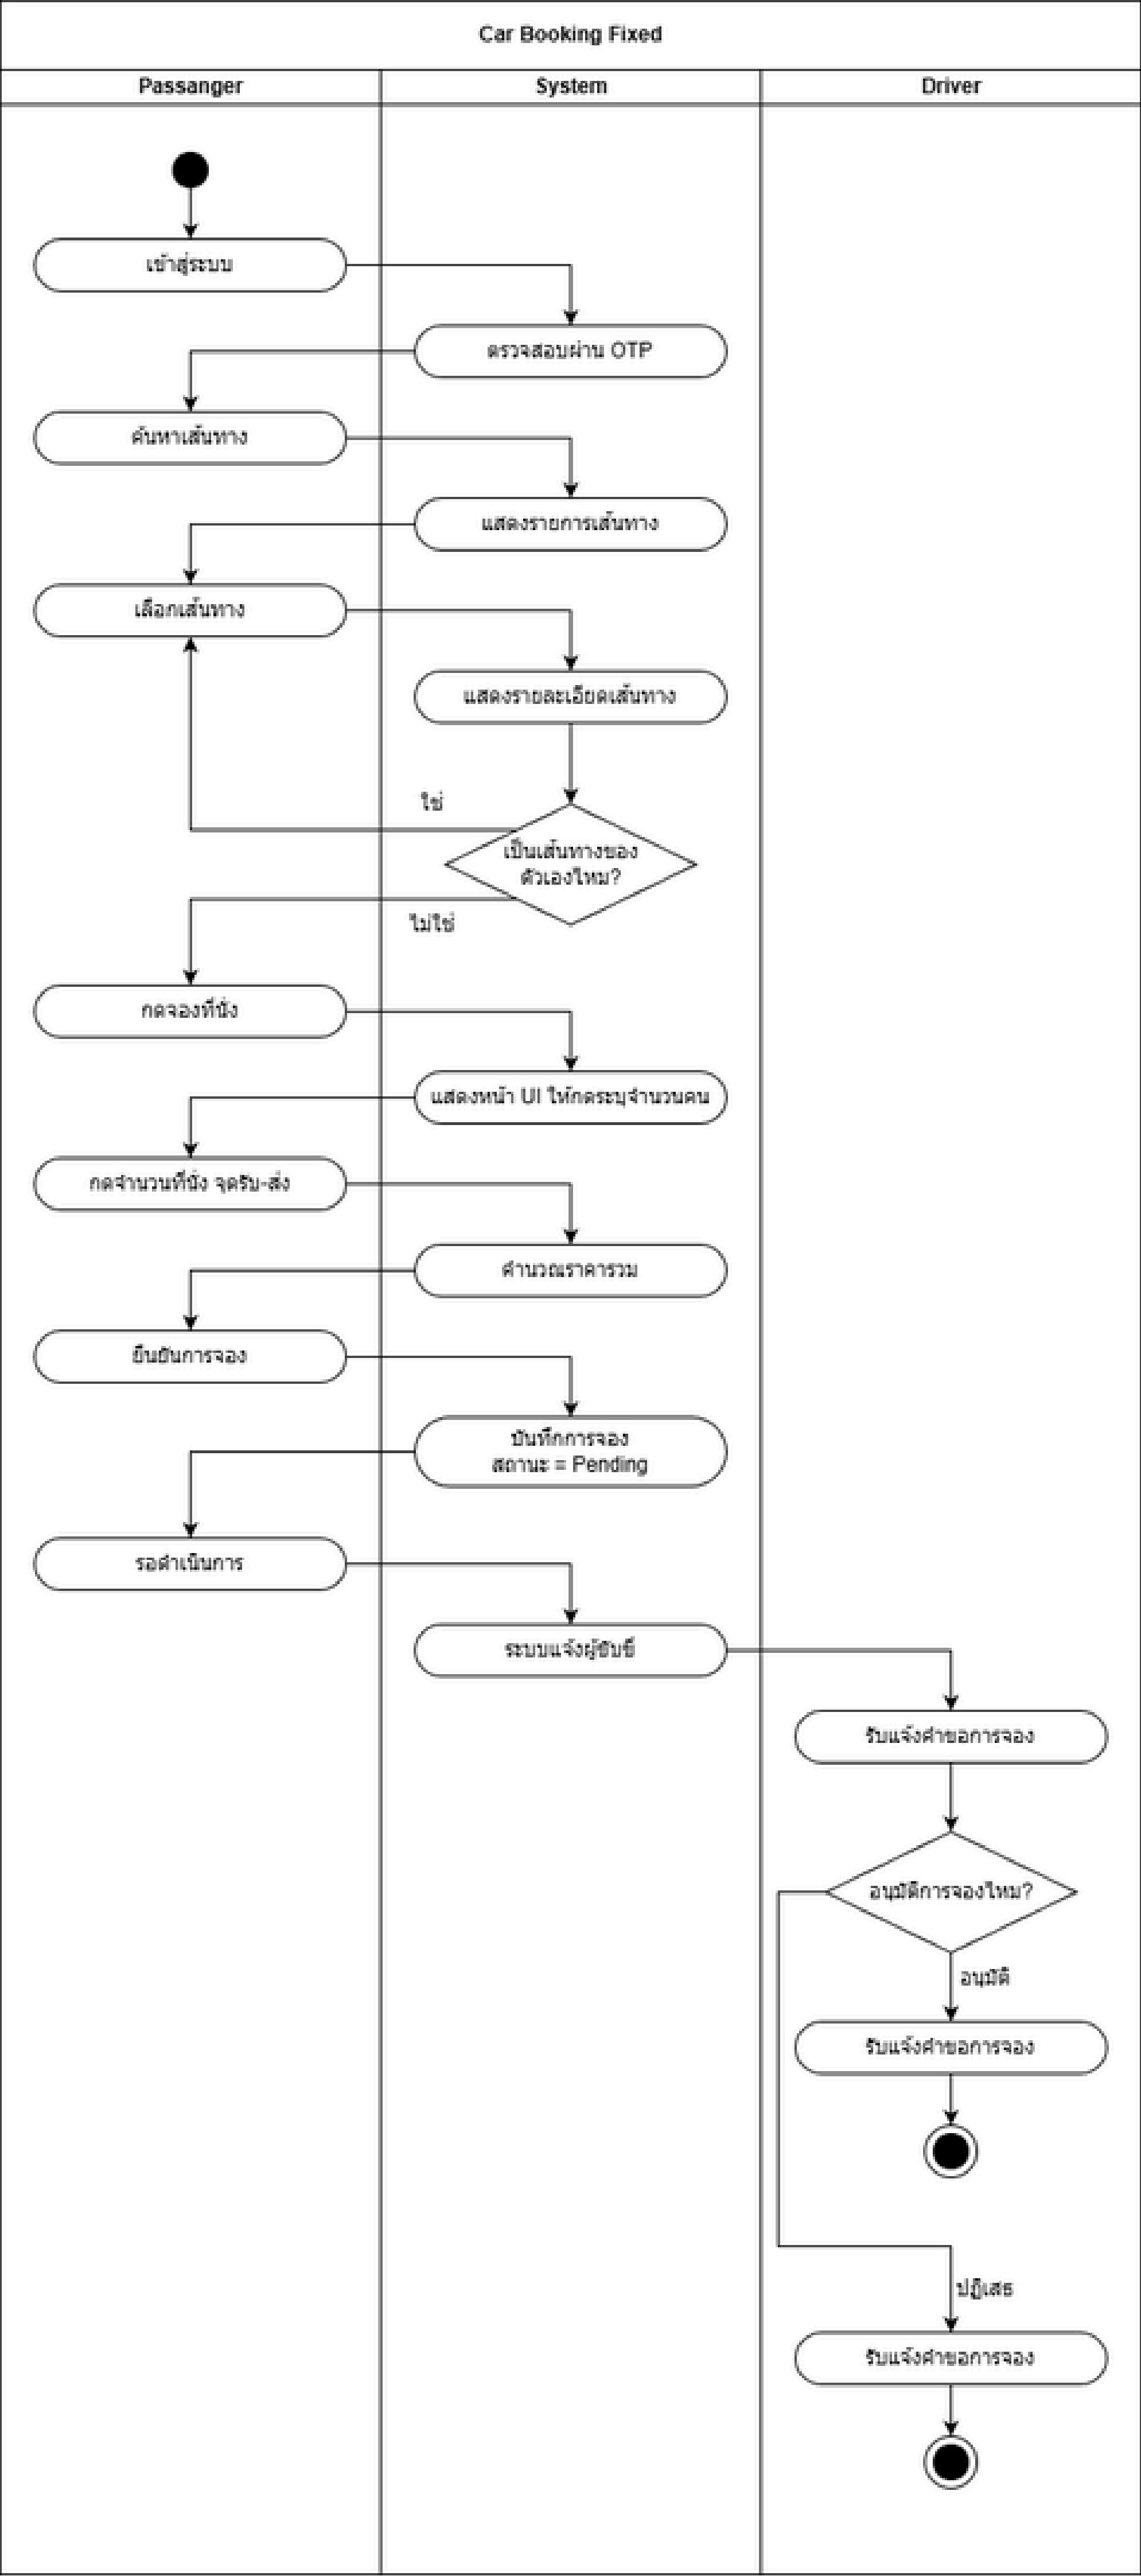 Car Booking Fixed
Passanger
System
Driver
เข้าสู่ระบบ
ตรวจสอบผ่าน OTP
ค้นหาเส้นทาง
แสดงรายการเส้นทาง
เลือกเส้นทาง
แสดงรายละเอียดเส้นทาง
ใช่
เป็นเส้นทางของ
ตัวเองไหม?
ไม่ใช่
กดจองที่นั่ง
แสดงหน้า UI ให้กดระบุจำนวนคน
กดจำนวนที่นั่ง จุดรับ-ส่ง
คำนวณราคารวม
ยืนยันการจอง
บันทึกการจอง
สถานะ = Pending
รอดำเนินการ
ระบบแจ้งผู้ขับขี่
รับแจ้งคำขอการจอง
อนุมัติการจองไหม?
อนุมัติ
รับแจ้งคำขอการจอง
ปฏิเสธ
รับแจ้งคำขอการจอง